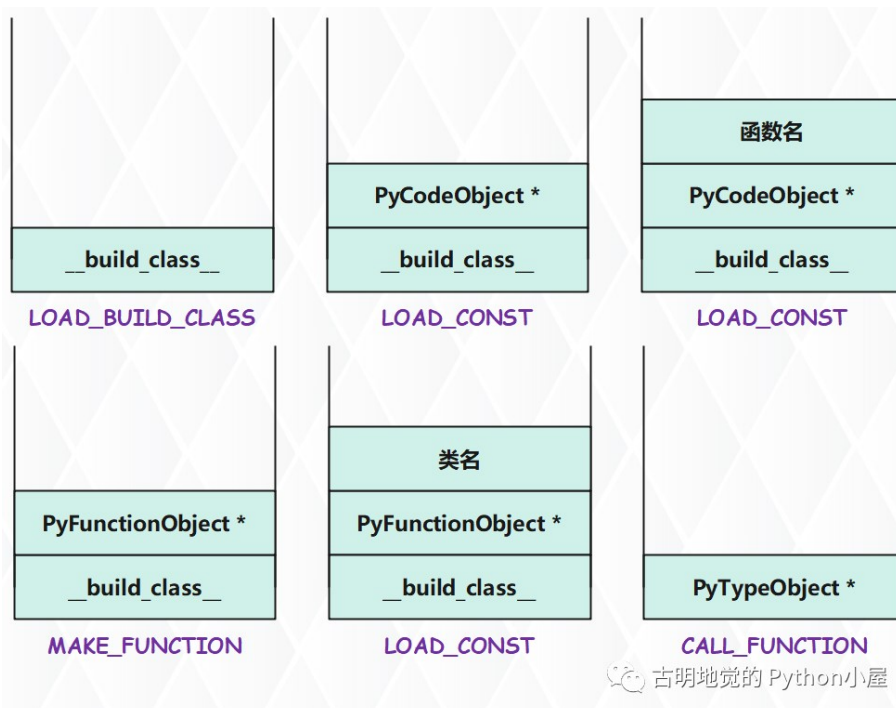 函数名
PyCodeObject * PyCodeObject *
__build_class__ __build_class__ __build_class__
LOAD_BUILD_CLASS LOAD_CONST LOAD_CONST
类名
PyFunctionObject * PyFunctionObject *
__build_class__ __build_class__ PyTypeObject *
MAKE_FUNCTION LOAD_CONST CALL_FUNCTION
古明地觉的 Python小屋